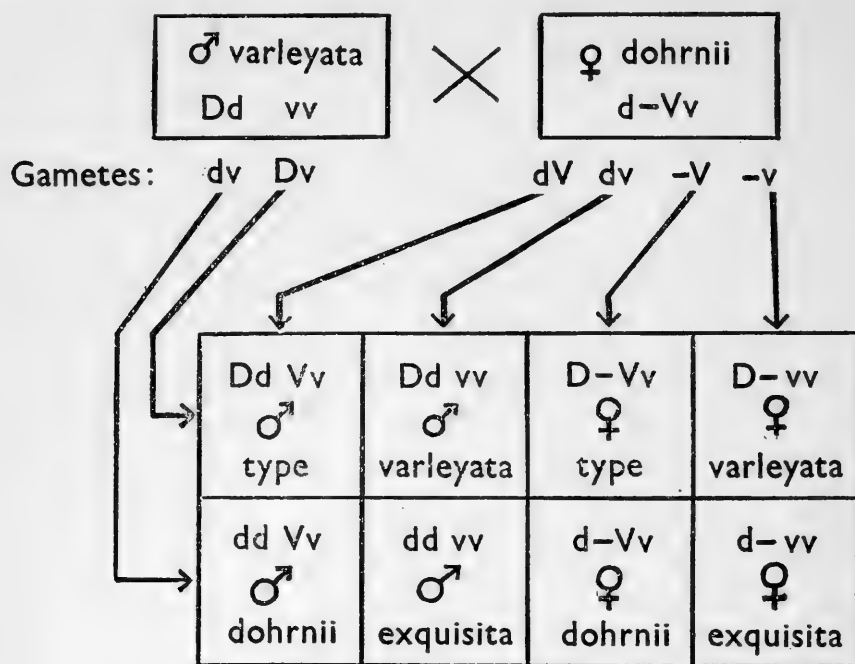 ♂ varleyata × ♀ dohrnii
Dd vv d-Vv
Gametes: dv Dv dV dv -V -v
Dd Vv Dd vv D-Vv D-vv
♂ ♂ ♀ ♀
type varleyata type varleyata
dd Vv dd vv d-Vv d-vv
♂ ♂ ♀ ♀
dohrnii exquisita dohrnii exquisita